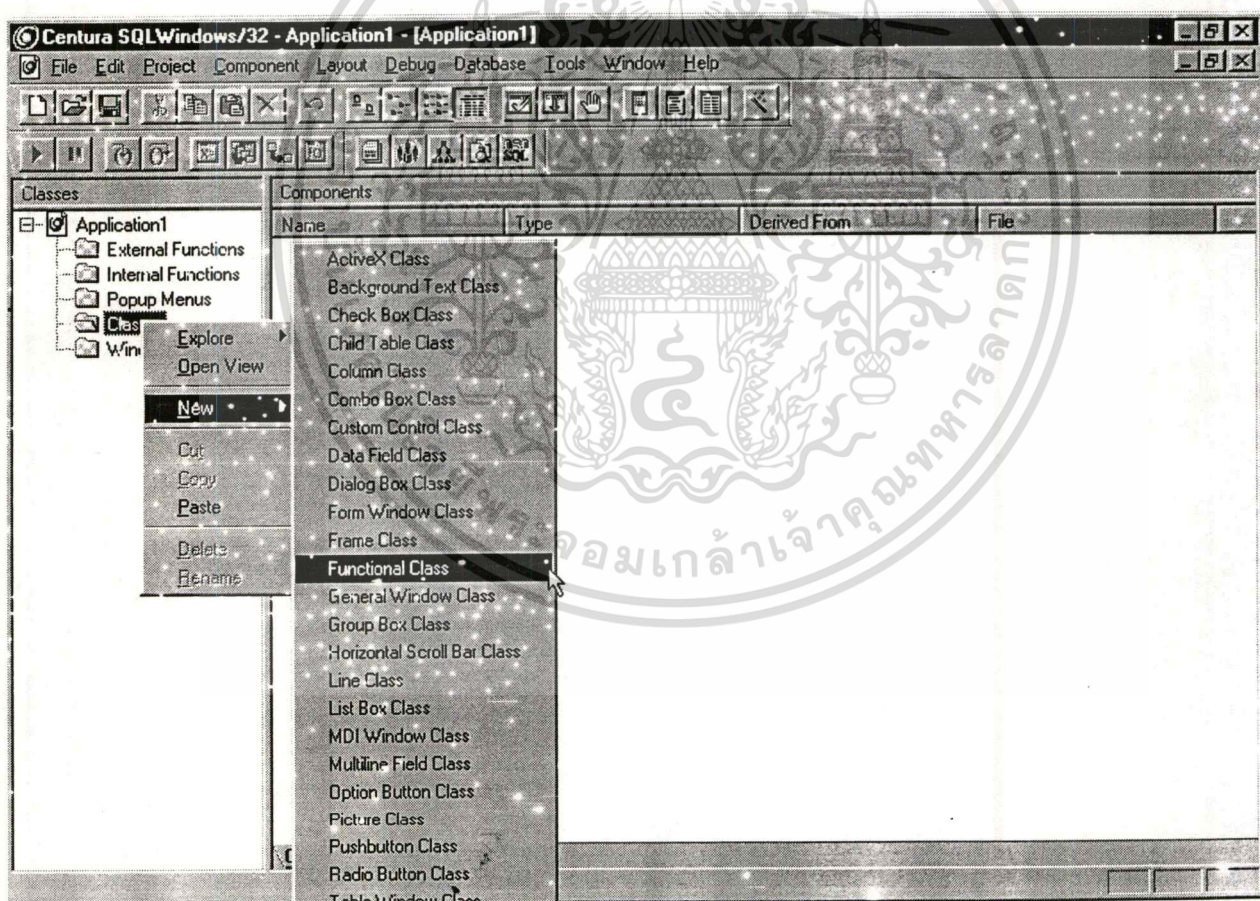 Centura SQLWindows/32 - Application1 - [Application1]
File Edit Project Component Layout Debug Database Tools Window Help
Classes
Components
Name Type Derived From File
Application1
External Functions
Internal Functions
Popup Menus
Clas
Win
Explore
Open View
New
Cut
Copy
Paste
Delete
Rename
ActiveX Class
Background Text Class
Check Box Class
Child Table Class
Column Class
Combo Box Class
Custom Control Class
Data Field Class
Dialog Box Class
Form Window Class
Frame Class
Functional Class
General Window Class
Group Box Class
Horizontal Scroll Bar Class
Line Class
List Box Class
MDI Window Class
Multiline Field Class
Option Button Class
Picture Class
Pushbutton Class
Radio Button Class
Table Window Class